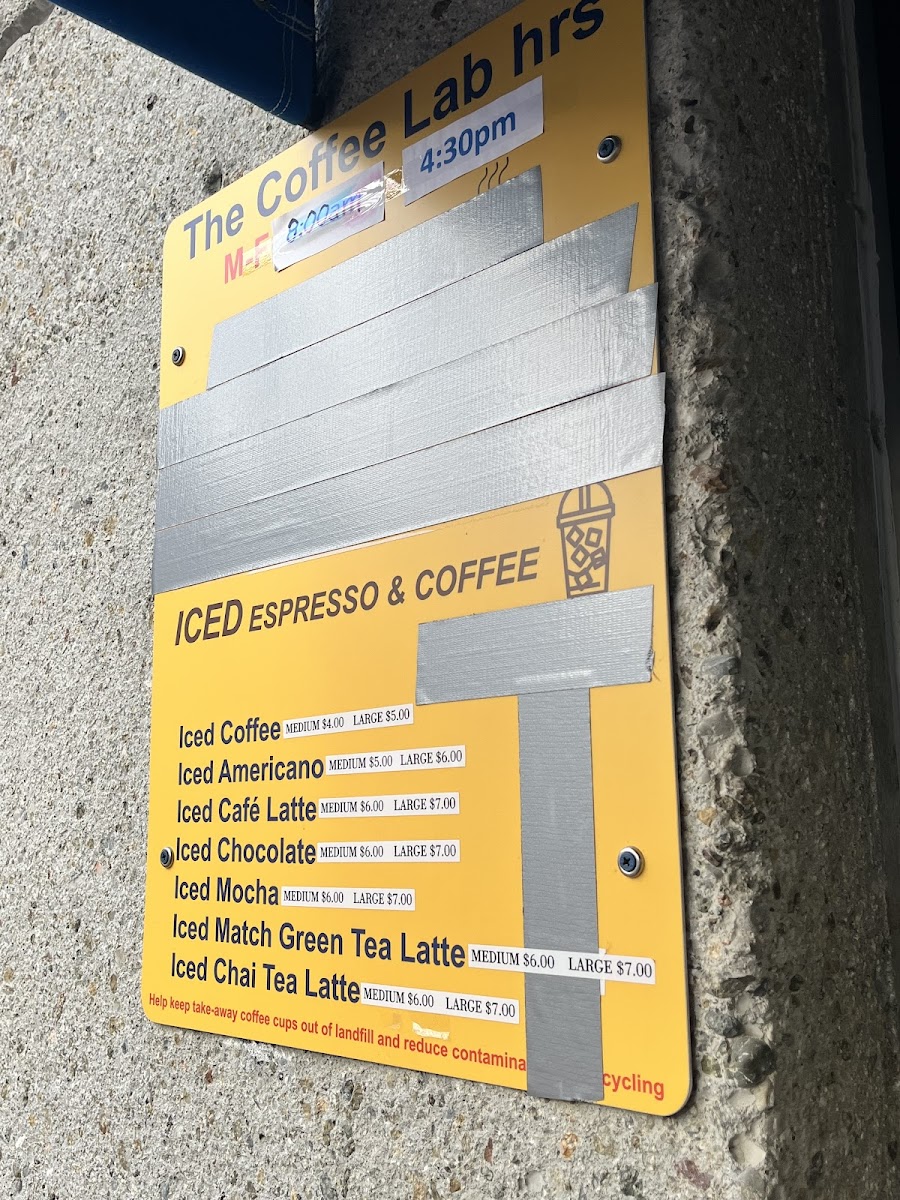 The Coffee Lab hrs
M-F 8:00am 4:30pm
ICED ESPRESSO & COFFEE
Iced Coffee MEDIUM $4.00 LARGE $5.00
Iced Americano MEDIUM $5.00 LARGE $6.00
Iced Café Latte MEDIUM $6.00 LARGE $7.00
Iced Chocolate MEDIUM $6.00 LARGE $7.00
Iced Mocha MEDIUM $6.00 LARGE $7.00
Iced Match Green Tea Latte MEDIUM $6.00 LARGE $7.00
Iced Chai Tea Latte MEDIUM $6.00 LARGE $7.00
Help keep take-away coffee cups out of landfill and reduce contamina cycling